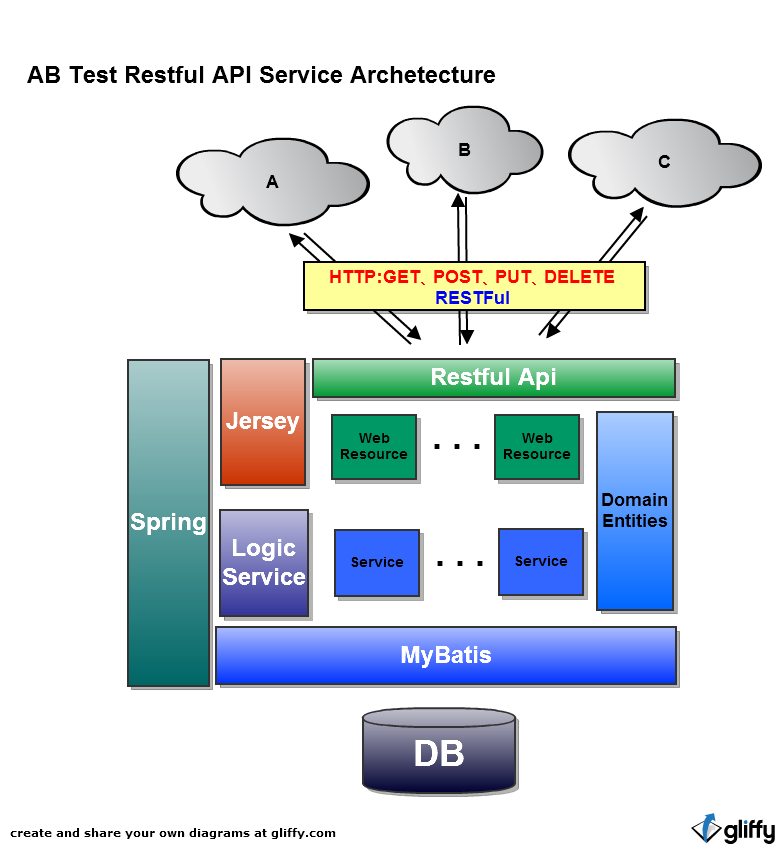 AB Test Restful API Service Archetecture
A
B
C
HTTP:GET、POST、PUT、DELETE
RESTFul
Restful Api
Jersey
Web
Resource
. . .
Web
Resource
Domain
Entities
Spring
Logic
Service
Service
. . .
Service
MyBatis
DB
create and share your own diagrams at gliffy.com
gliffy